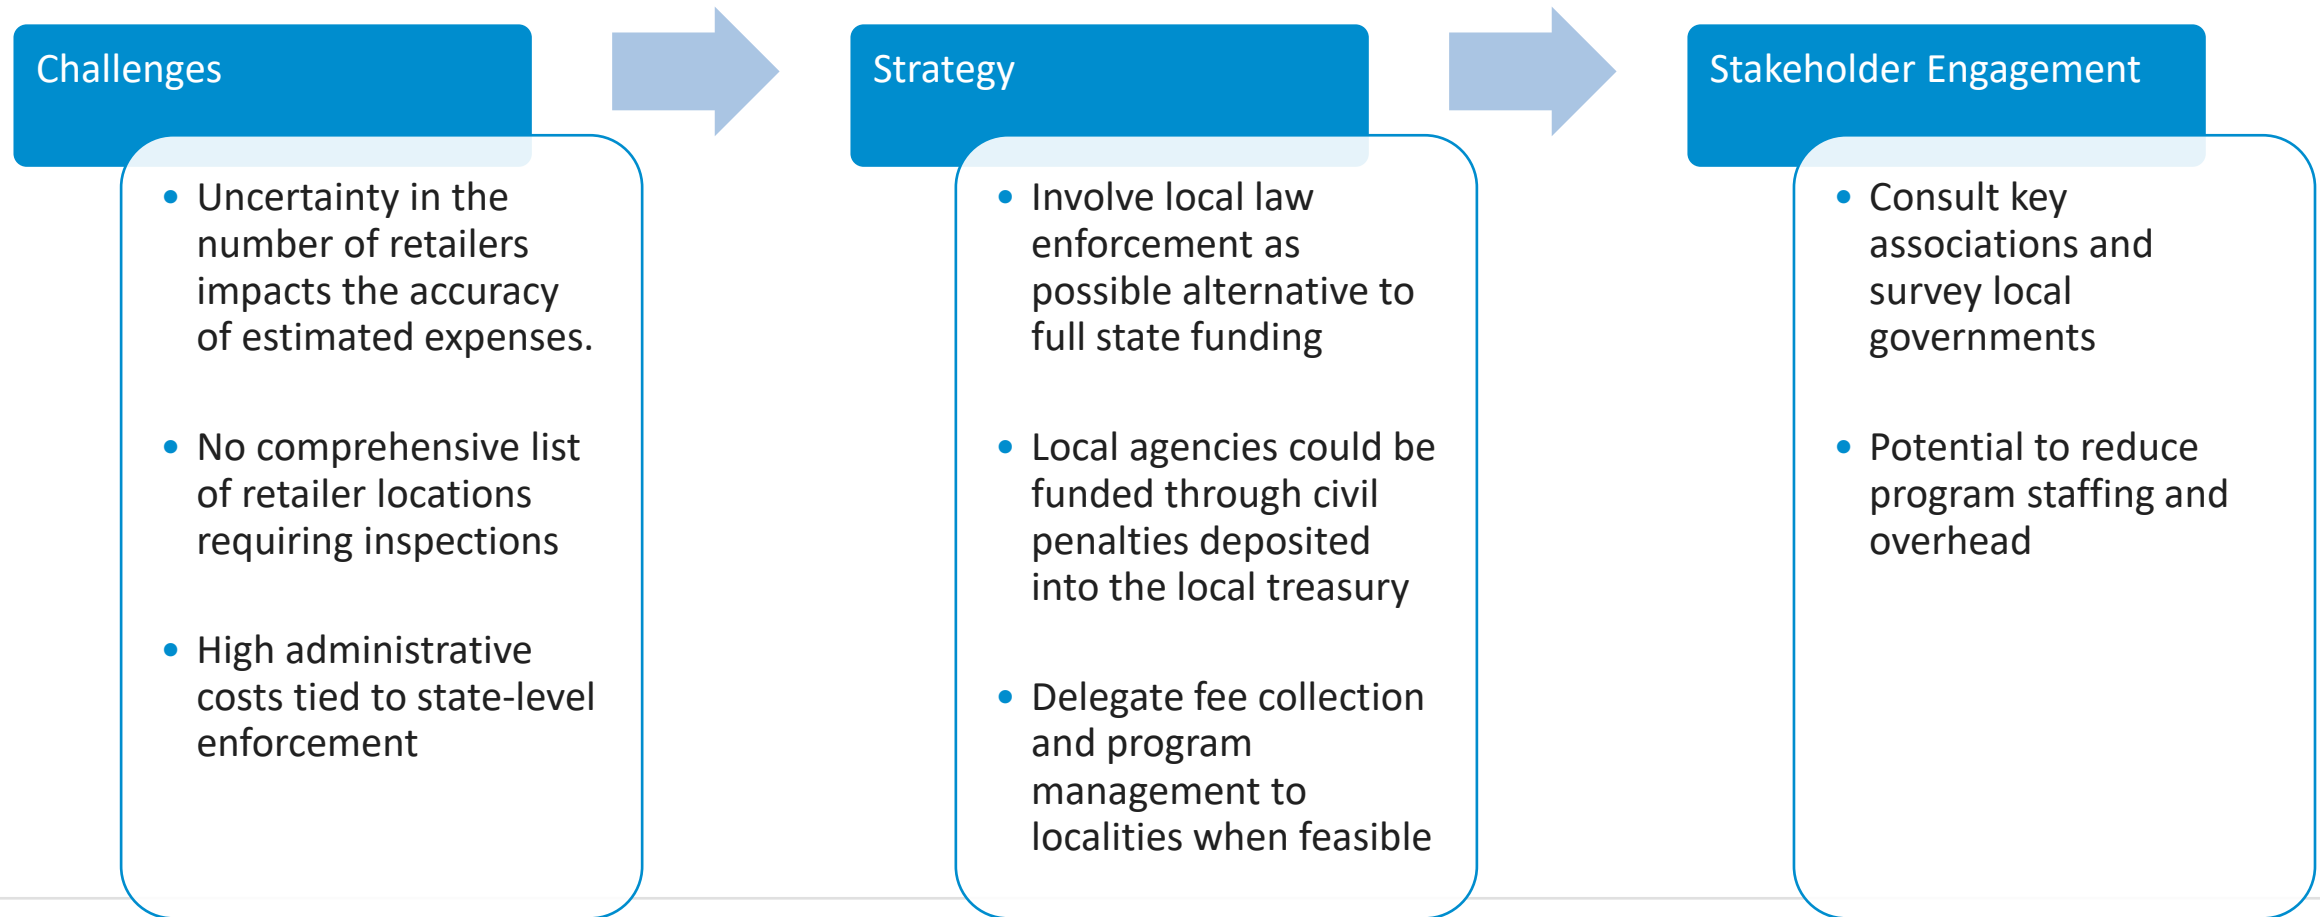 Challenges
• Uncertainty in the
number of retailers
impacts the accuracy
of estimated expenses.
• No comprehensive list
of retailer locations
requiring inspections
• High administrative
costs tied to state-level
enforcement
Strategy
• Involve local law
enforcement as
possible alternative to
full state funding
• Local agencies could be
funded through civil
penalties deposited
into the local treasury
• Delegate fee collection
and program
management to
localities when feasible
Stakeholder Engagement
• Consult key
associations and
survey local
governments
• Potential to reduce
program staffing and
overhead